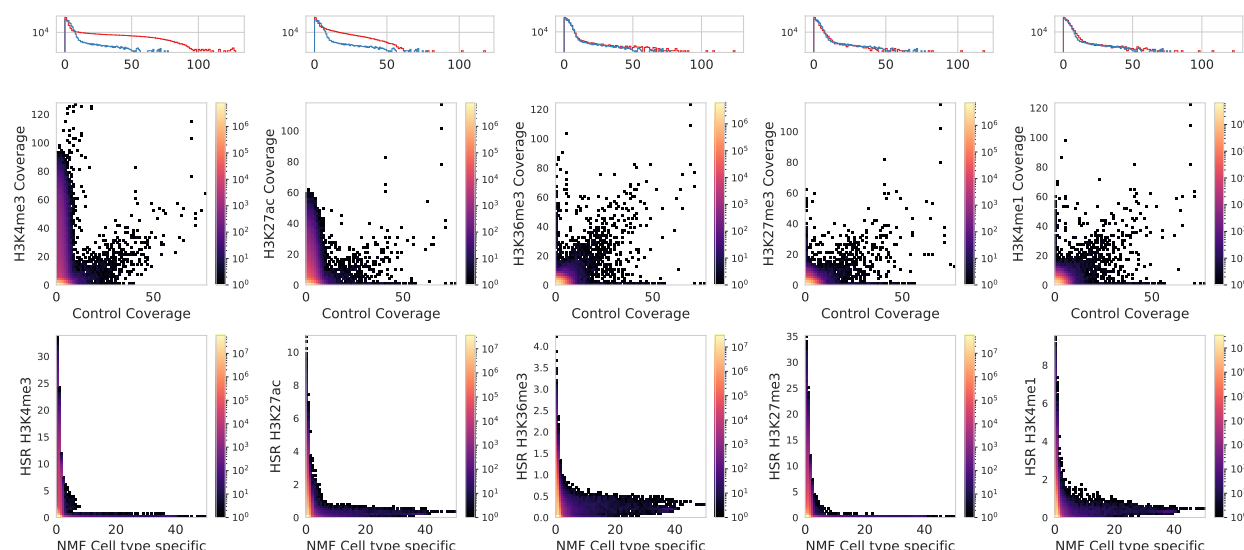 10⁴ 10⁴ 10⁴ 10⁴ 10⁴
0 50 100 0 50 100 0 50 100 0 50 100 0 50 100
H3K4me3 Coverage
0 20 40 60 80 100 120
0 50
Control Coverage
10⁰ 10¹ 10² 10³ 10⁴ 10⁵ 10⁶
H3K27ac Coverage
0 20 40 60 80 100
0 50
Control Coverage
10⁰ 10¹ 10² 10³ 10⁴ 10⁵ 10⁶
H3K36me3 Coverage
0 20 40 60 80 100 120
0 50
Control Coverage
10⁰ 10¹ 10² 10³ 10⁴ 10⁵ 10⁶
H3K27me3 Coverage
0 20 40 60 80 100
0 50
Control Coverage
10⁰ 10¹ 10² 10³ 10⁴ 10⁵ 10⁶
H3K4me1 Coverage
0 20 40 60 80 100 120
0 50
Control Coverage
HSR H3K4me3
0 5 10 15 20 25 30
0 20 40
NMF Cell type specific
10⁰ 10¹ 10² 10³ 10⁴ 10⁵ 10⁶ 10⁷
HSR H3K27ac
0 2 4 6 8 10
0 20 40
NMF Cell type specific
10⁰ 10¹ 10² 10³ 10⁴ 10⁵ 10⁶ 10⁷
HSR H3K36me3
0.0 0.5 1.0 1.5 2.0 2.5 3.0 3.5 4.0
0 20 40
NMF Cell type specific
10⁰ 10¹ 10² 10³ 10⁴ 10⁵ 10⁶ 10⁷
HSR H3K27me3
0 5 10 15 20 25 30 35
0 20 40
NMF Cell type specific
10⁰ 10¹ 10² 10³ 10⁴ 10⁵ 10⁶ 10⁷
HSR H3K4me1
0 2 4 6 8
0 20 40
NMF Cell type specific